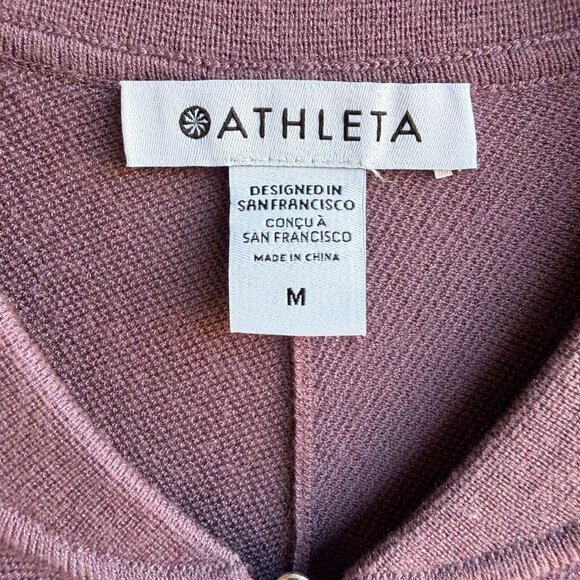 ATHLETA
DESIGNED IN
SAN FRANCISCO
CONÇU À
SAN FRANCISCO
MADE IN CHINA
M